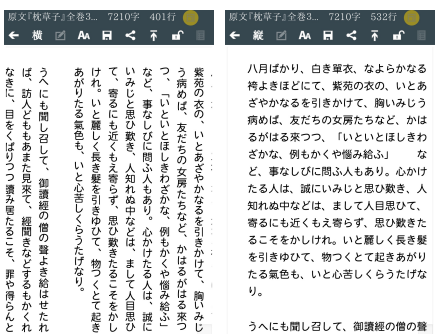 原文『枕草子』全巻3... 7210字 401行
横 AA
紫苑の衣の、いとあざやかなるを引きかけて、胸いみじ
う病めば、友だちの女房たちなど、かはるがはる來つ
つ、「いといとほしきわざかな、例もかくや惱み給ふ」
など、事なしびに問ふ人もあり。心かけたる人は、誠に
いみじと思ひ歎き、人知れぬ中などは、まして人目思ひ
て、寄るにも近くもえ寄らず、思ひ歎きたるこそをかし
けれ。いと麗しく長き髮を引きゆひて、物つくとて起き
あがりたる氣色も、いと心苦しくらうたげなり。
うへにも聞し召して、御讀經の僧の聲よき給はせたれ
ば、訪人どももあまた見來て、經聞きなどするもかくれ
なきに、目をくばりつつ讀み居たるこそ、罪や得らんと
原文『枕草子』全巻3... 7210字 532行
縦 AA
八月ばかり、白き單衣、なよらかなる
袴よきほどにて、紫苑の衣の、いとあ
ざやかなるを引きかけて、胸いみじう
病めば、友だちの女房たちなど、かは
るがはる來つつ、「いといとほしきわ
ざかな、例もかくや惱み給ふ」 な
ど、事なしびに問ふ人もあり。心かけ
たる人は、誠にいみじと思ひ歎き、人
知れぬ中などは、まして人目思ひて、
寄るにも近くもえ寄らず、思ひ歎きた
るこそをかしけれ。いと麗しく長き髮
を引きゆひて、物つくとて起きあがり
たる氣色も、いと心苦しくらうたげな
り。
うへにも聞し召して、御讀經の僧の聲